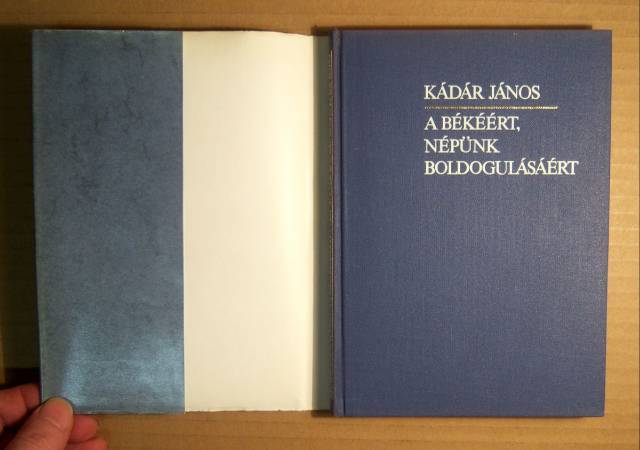 KÁDÁR JÁNOS
A BÉKÉÉRT,
NÉPÜNK
BOLDOGULÁSÁÉRT